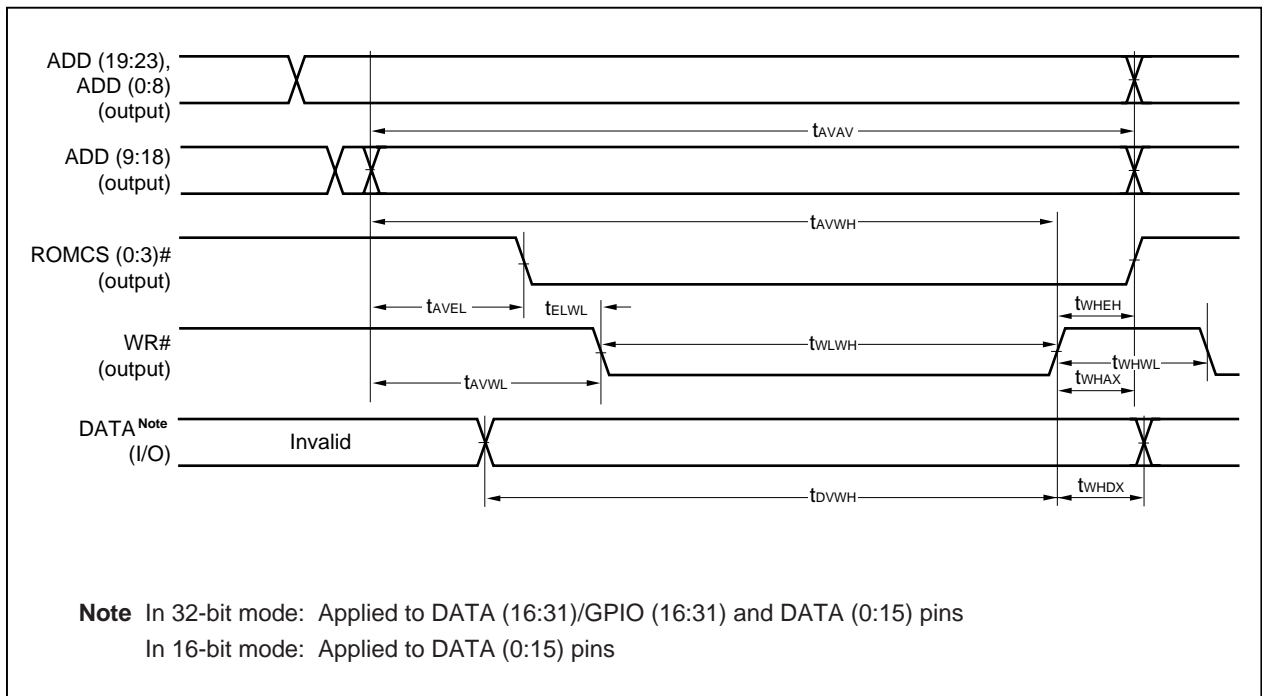 ADD (19:23),
ADD (0:8)
(output)
tAVAV
ADD (9:18)
(output)
tAVWH
ROMCS (0:3)#
(output)
tAVEL
tELWL
tWHEH
WR#
(output)
tWLWH
tWHWL
tAVWL
tWHAX
DATA Note
(I/O)
Invalid
tDVWH
tWHDX
Note In 32-bit mode: Applied to DATA (16:31)/GPIO (16:31) and DATA (0:15) pins
In 16-bit mode: Applied to DATA (0:15) pins